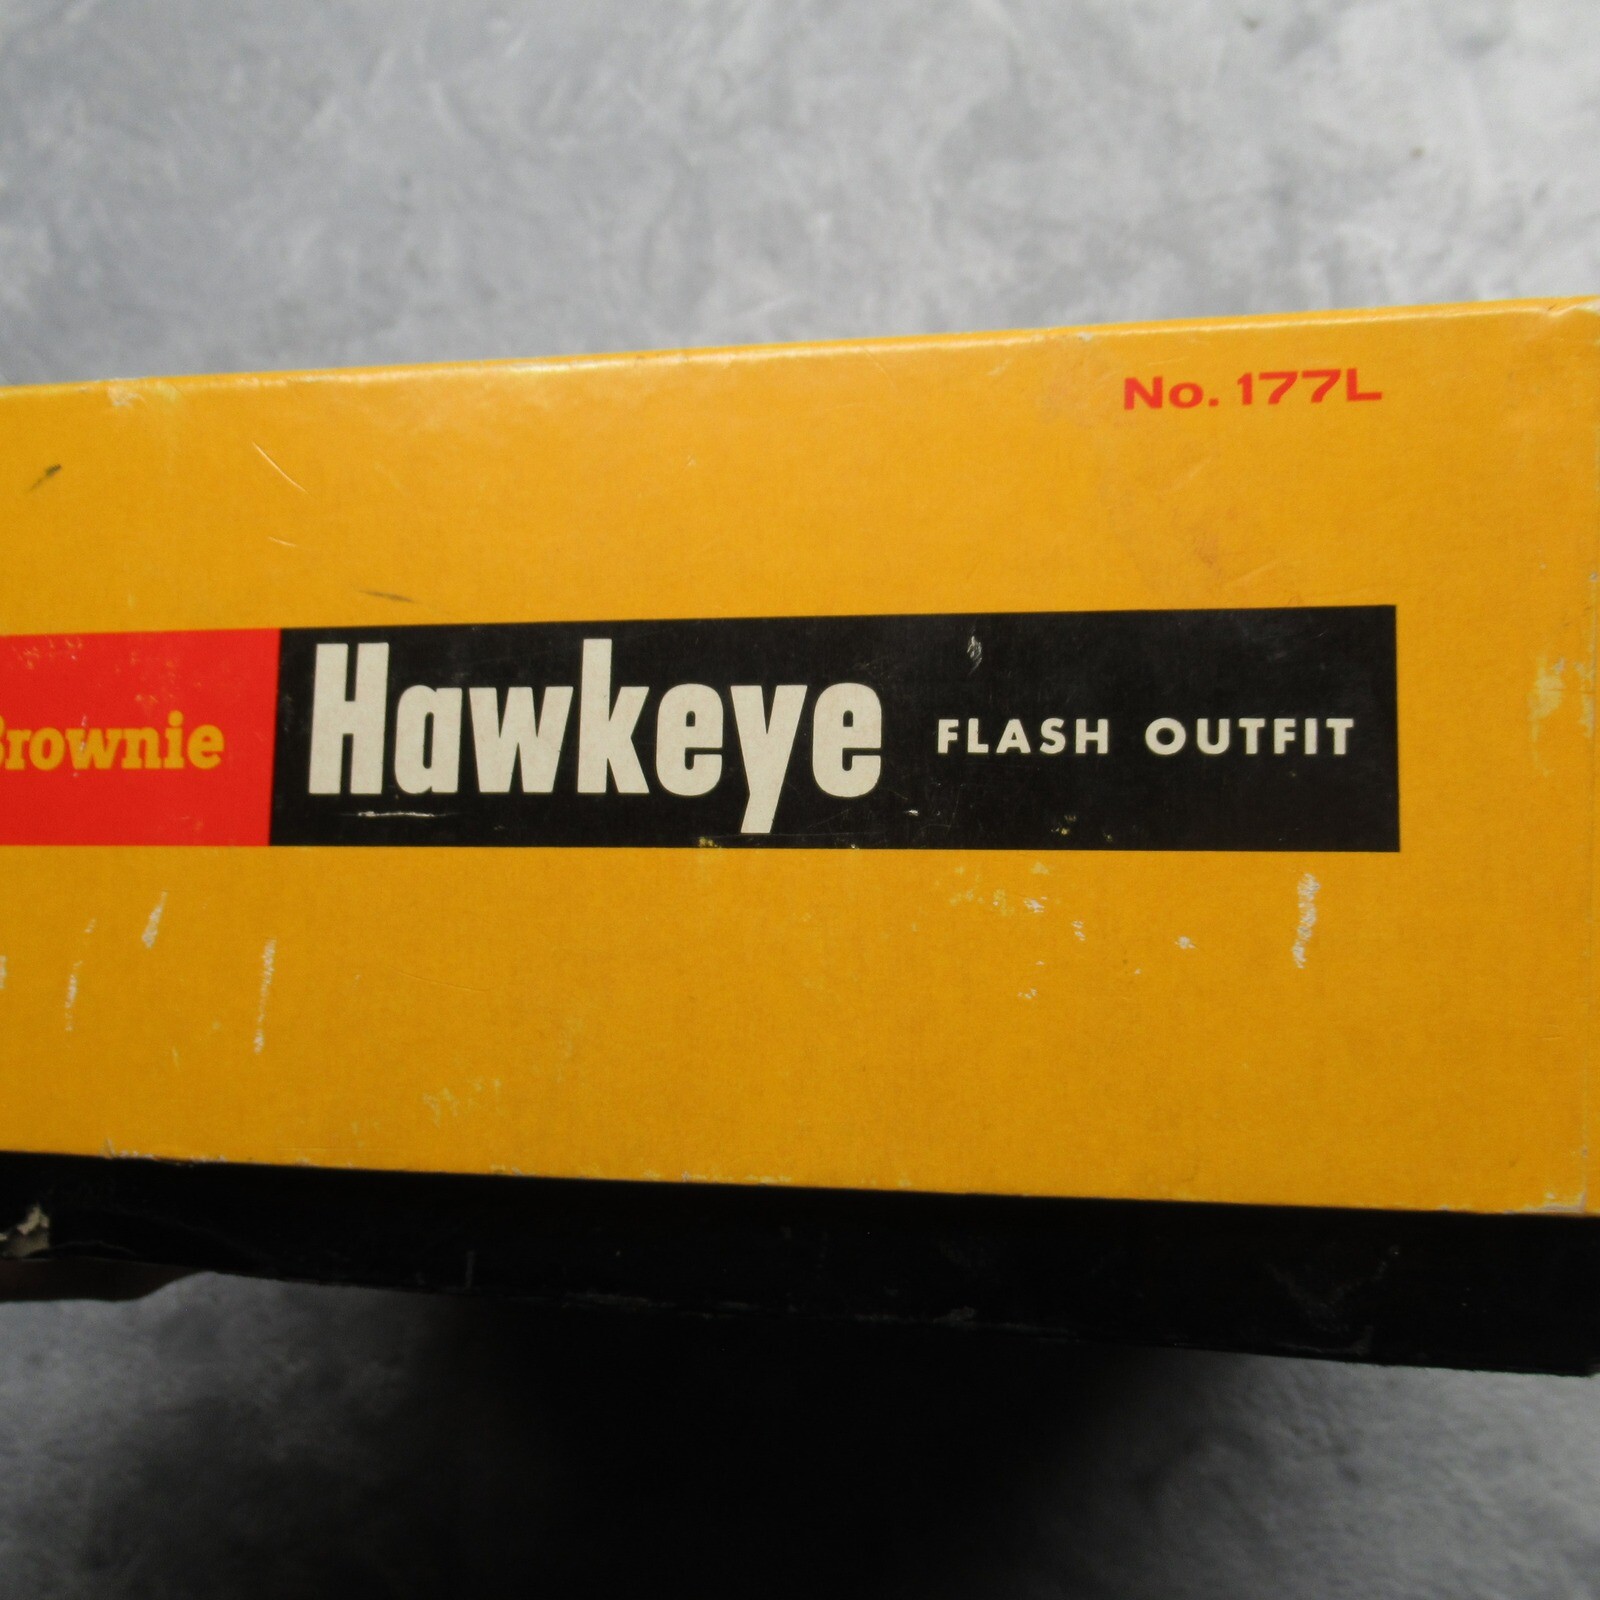 No. 177L
Brownie Hawkeye FLASH OUTFIT